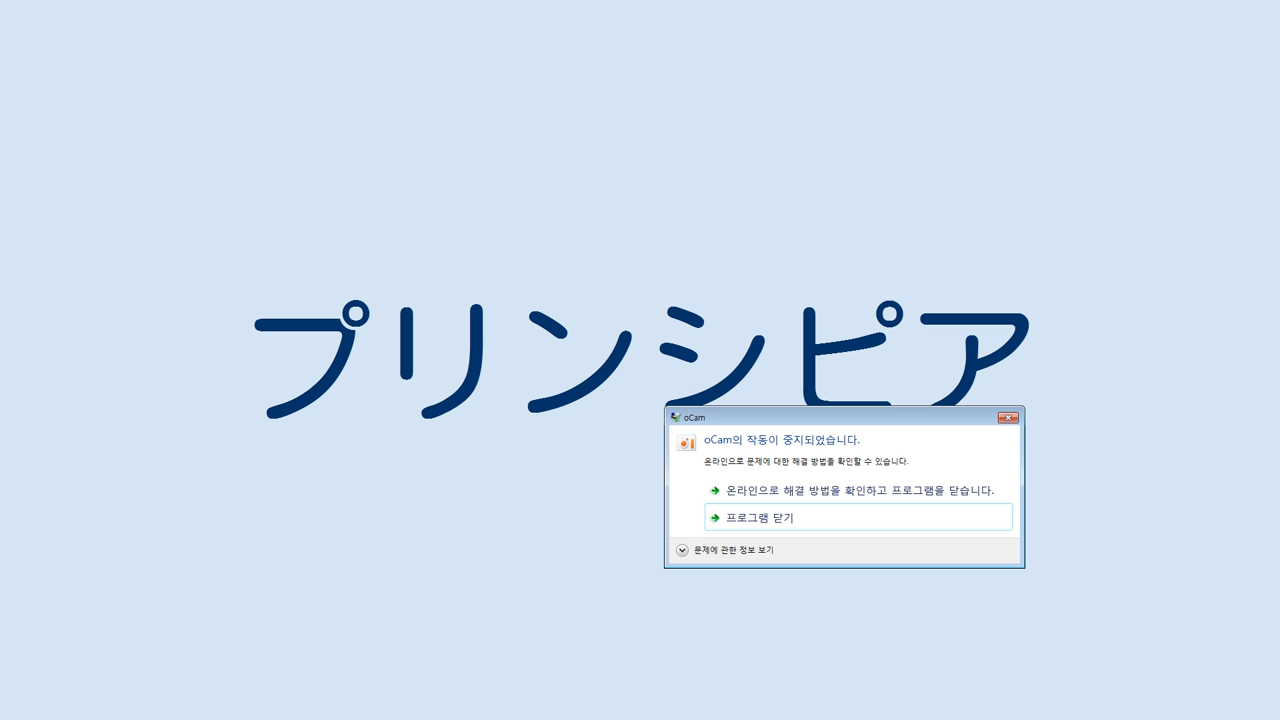 プリンシピア
oCam
oCam의 작동이 중지되었습니다.
온라인으로 문제에 대한 해결 방법을 확인할 수 있습니다.
온라인으로 해결 방법을 확인하고 프로그램을 닫습니다.
프로그램 닫기
문제에 관한 정보 보기